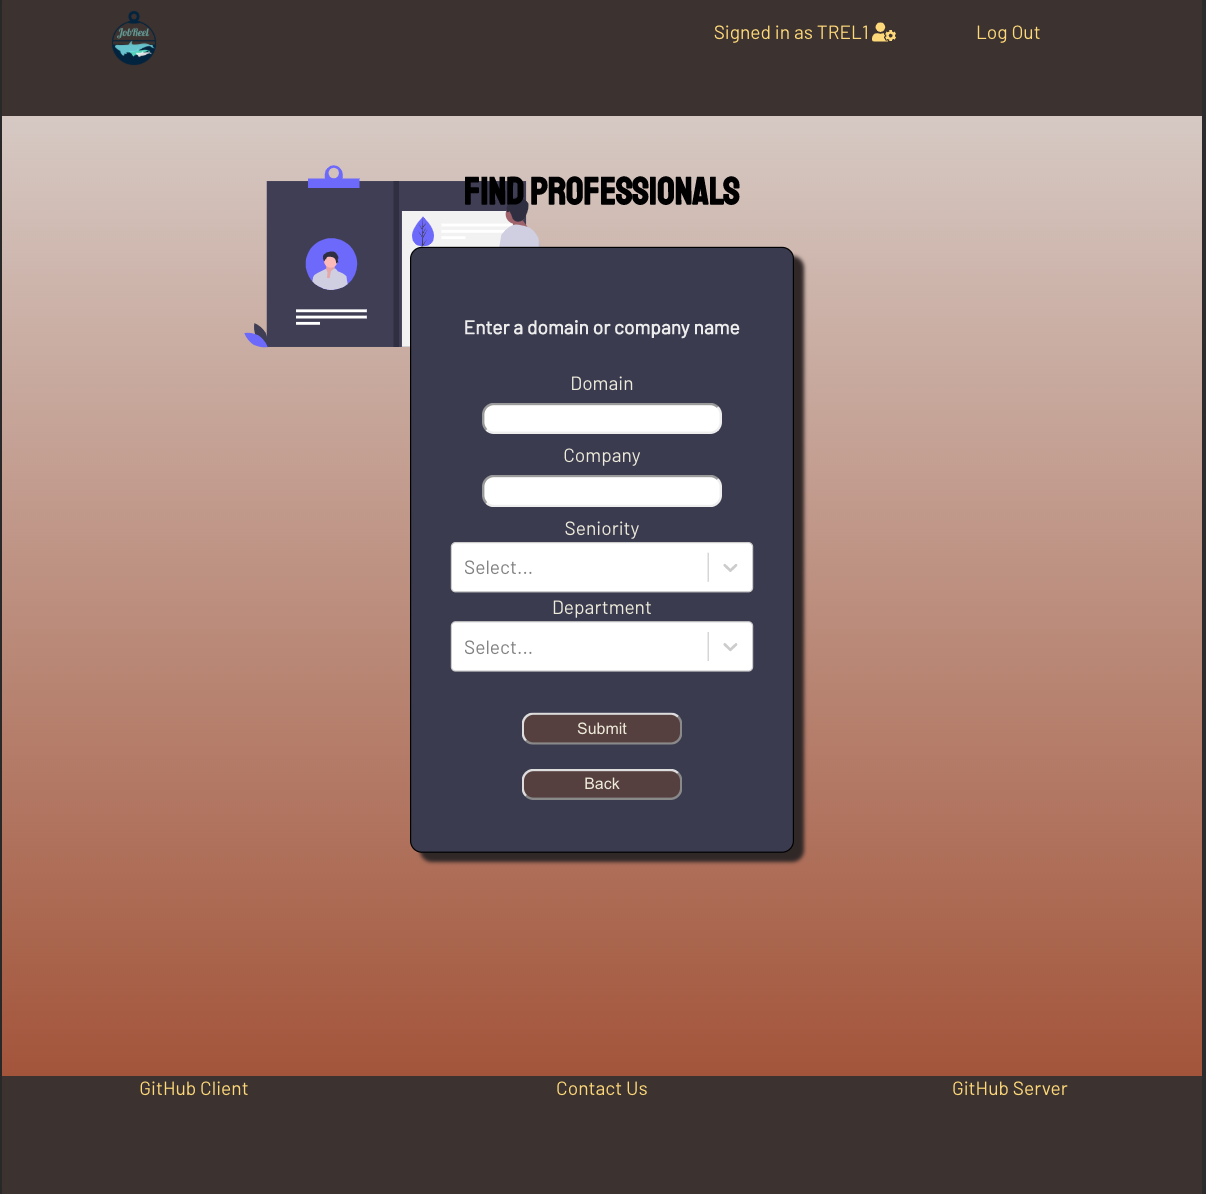 JobReel
Signed in as TREL1
Log Out
FIND PROFESSIONALS
Enter a domain or company name
Domain
Company
Seniority
Select...
Department
Select...
Submit
Back
GitHub Client
Contact Us
GitHub Server